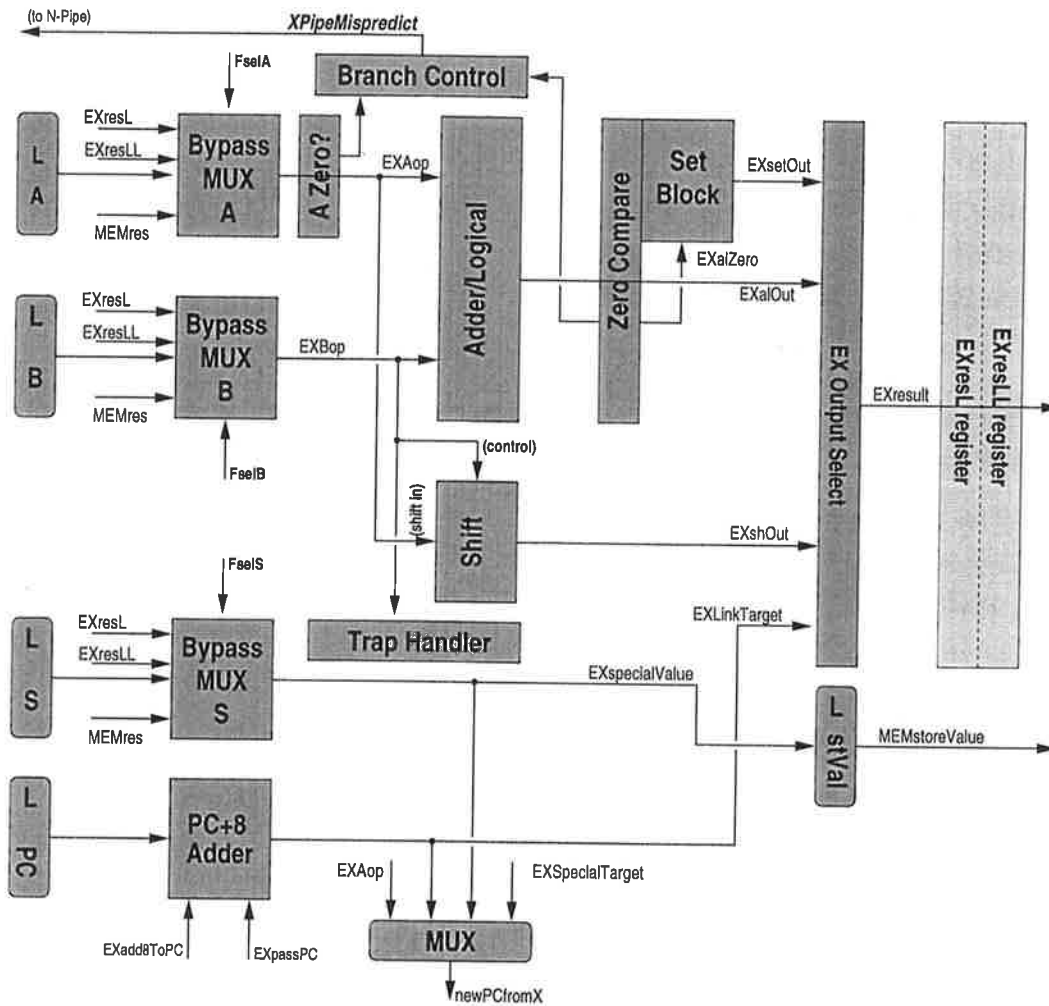 (to N-Pipe)
XPipeMispredict
FselA
Branch Control
EXresL
EXresLL
L
A
MEMres
Bypass
MUX
A
A Zero?
EXAop
Adder/Logical
Zero Compare
Set
Block
EXsetOut
EXalZero
EXalOut
EXresL
EXresLL
L
B
MEMres
Bypass
MUX
B
EXBop
FselB
(control)
(shift in)
Shift
EXshOut
EX Output Select
EXresult
EXresL register
EXresLL register
FselS
Trap Handler
EXLinkTarget
EXresL
EXresLL
L
S
MEMres
Bypass
MUX
S
EXspecialValue
L
stVal
MEMstoreValue
L
PC
PC+8
Adder
EXAop
EXSpecialTarget
EXadd8ToPC
EXpassPC
MUX
newPCfromX